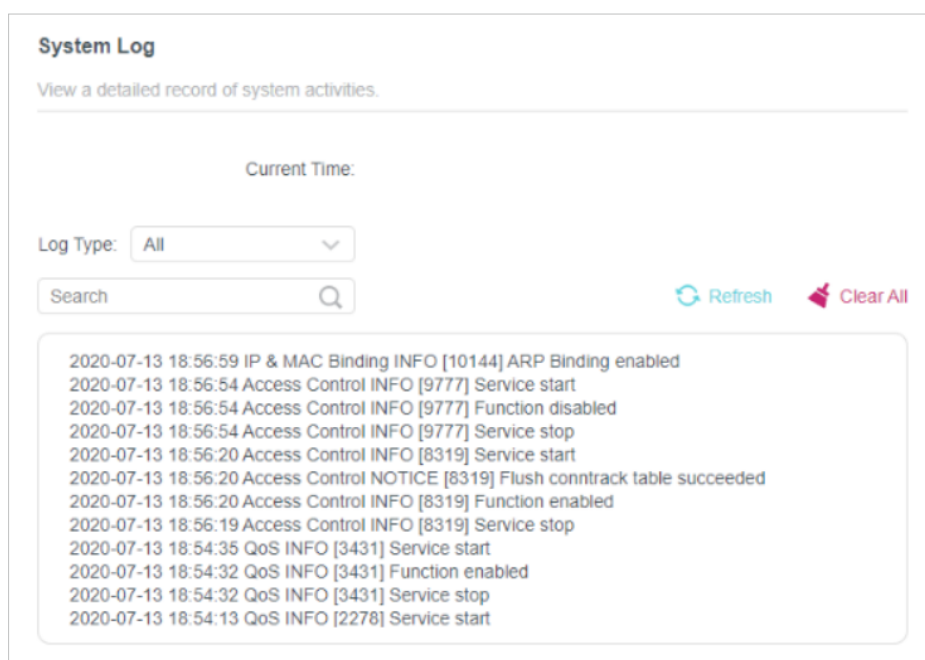 System Log
View a detailed record of system activities.
Current Time:
Log Type: All
Search
Refresh Clear All
2020-07-13 18:56:59 IP & MAC Binding INFO [10144] ARP Binding enabled
2020-07-13 18:56:54 Access Control INFO [9777] Service start
2020-07-13 18:56:54 Access Control INFO [9777] Function disabled
2020-07-13 18:56:54 Access Control INFO [9777] Service stop
2020-07-13 18:56:20 Access Control INFO [8319] Service start
2020-07-13 18:56:20 Access Control NOTICE [8319] Flush conntrack table succeeded
2020-07-13 18:56:20 Access Control INFO [8319] Function enabled
2020-07-13 18:56:19 Access Control INFO [8319] Service stop
2020-07-13 18:54:35 QoS INFO [3431] Service start
2020-07-13 18:54:32 QoS INFO [3431] Function enabled
2020-07-13 18:54:32 QoS INFO [3431] Service stop
2020-07-13 18:54:13 QoS INFO [2278] Service start